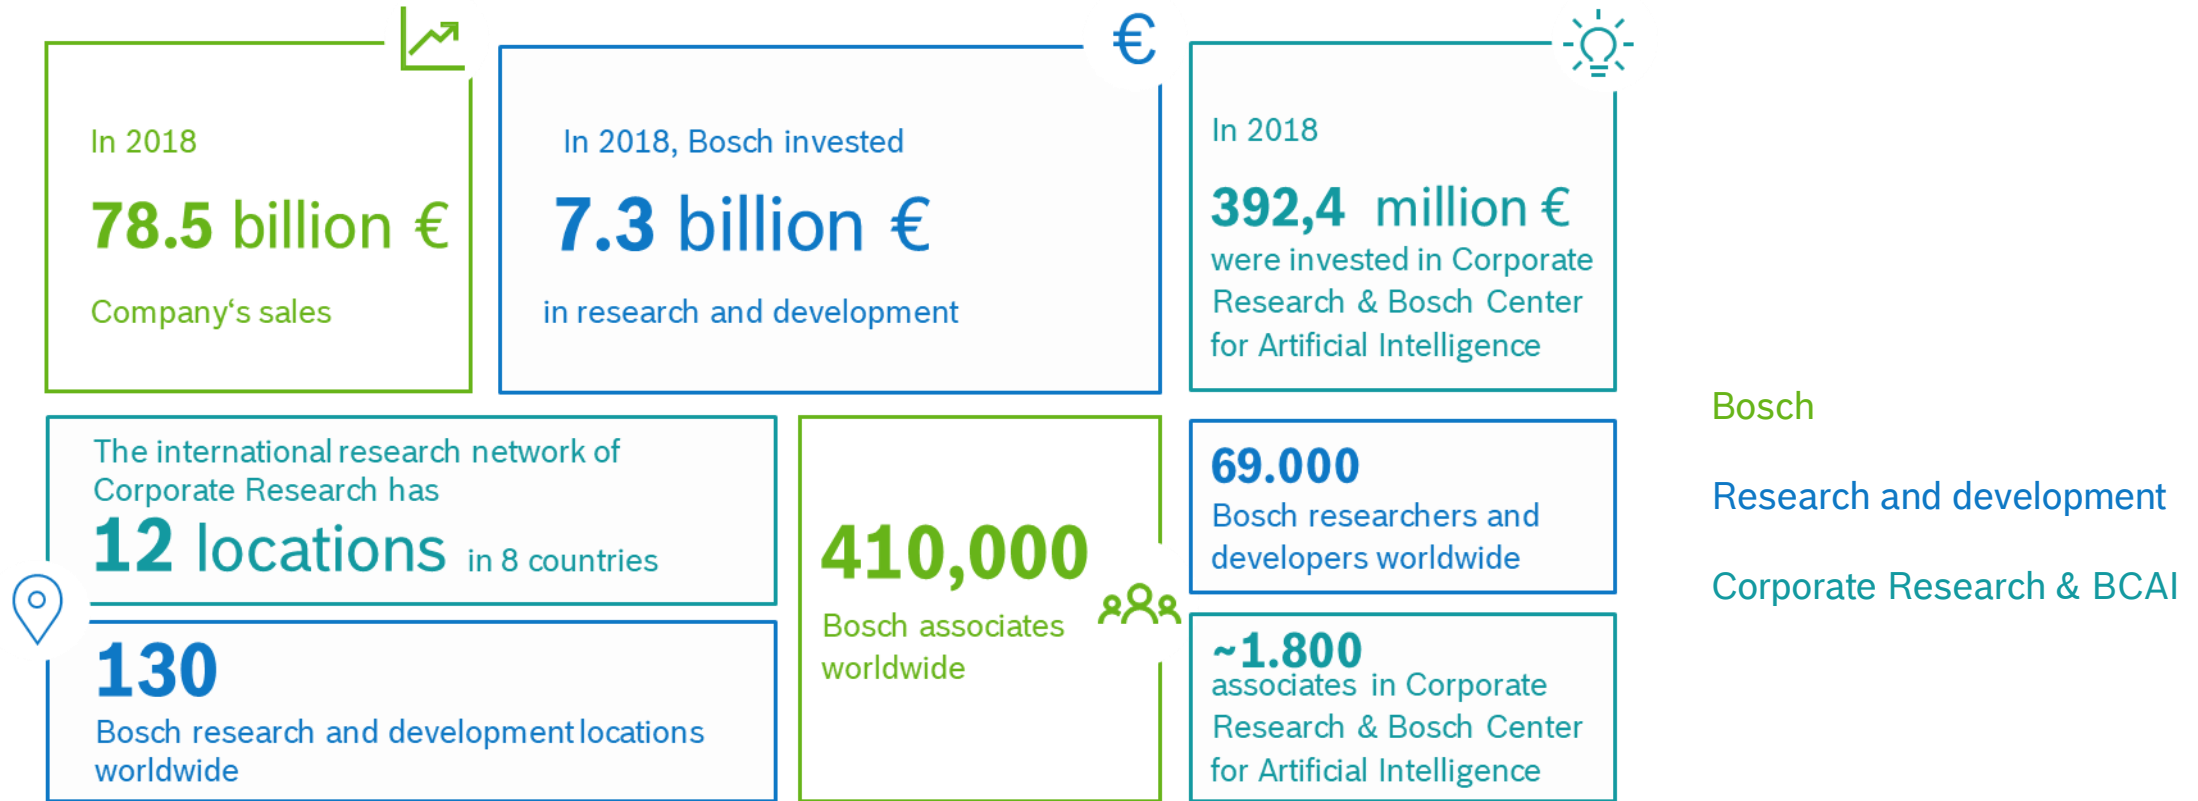 €
In 2018
78.5 billion €
Company‘s sales
In 2018, Bosch invested
7.3 billion €
in research and development
In 2018
392,4 million €
were invested in Corporate
Research & Bosch Center
for Artificial Intelligence
The international research network of
Corporate Research has
12 locations in 8 countries
130
Bosch research and development locations
worldwide
410,000
Bosch associates
worldwide
69.000
Bosch researchers and
developers worldwide
~1.800
associates in Corporate
Research & Bosch Center
for Artificial Intelligence
Bosch
Research and development
Corporate Research & BCAI